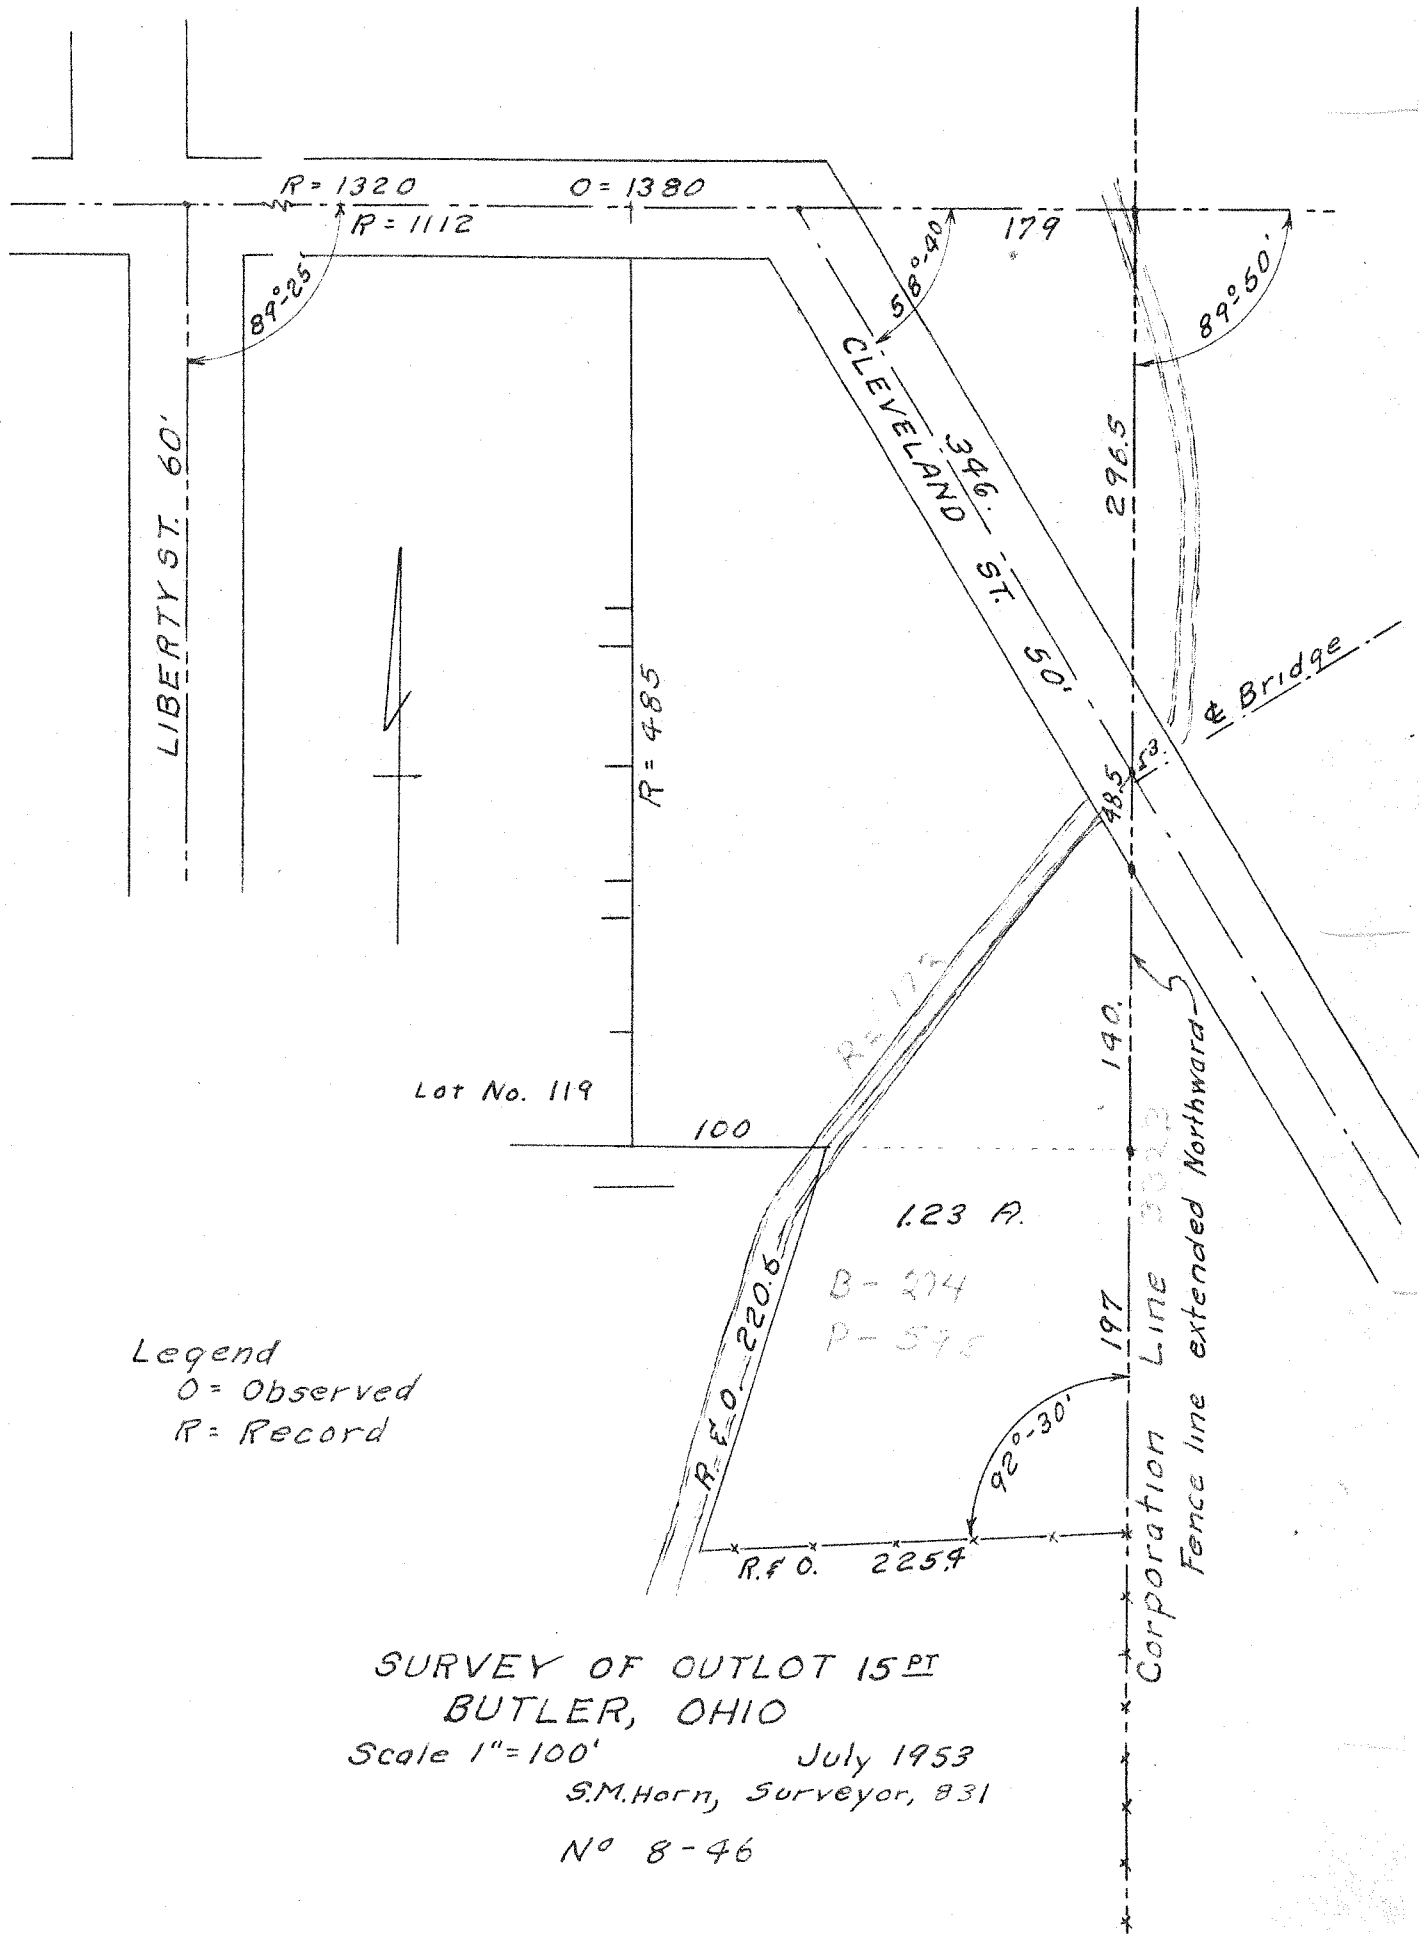 R = 1320
O = 1380
R = 1112
179
89°-25'
58°-40'
89°-50'
CLEVELAND ST. 50'
346.
296.5
LIBERTY ST. 60'
R = 485
℄ Bridge
53.
48.5
190.
Lot No. 119
100
1.23 A.
B - 274
197
R. & O. 220.6
92°-30'
R. & O. 225.4
Corporation Line
Fence line extended Northward
Legend
O = Observed
R = Record
SURVEY OF OUTLOT 15 PT
BUTLER, OHIO
Scale 1" = 100' July 1953
S.M. Horn, Surveyor, 831
Nº 8-46